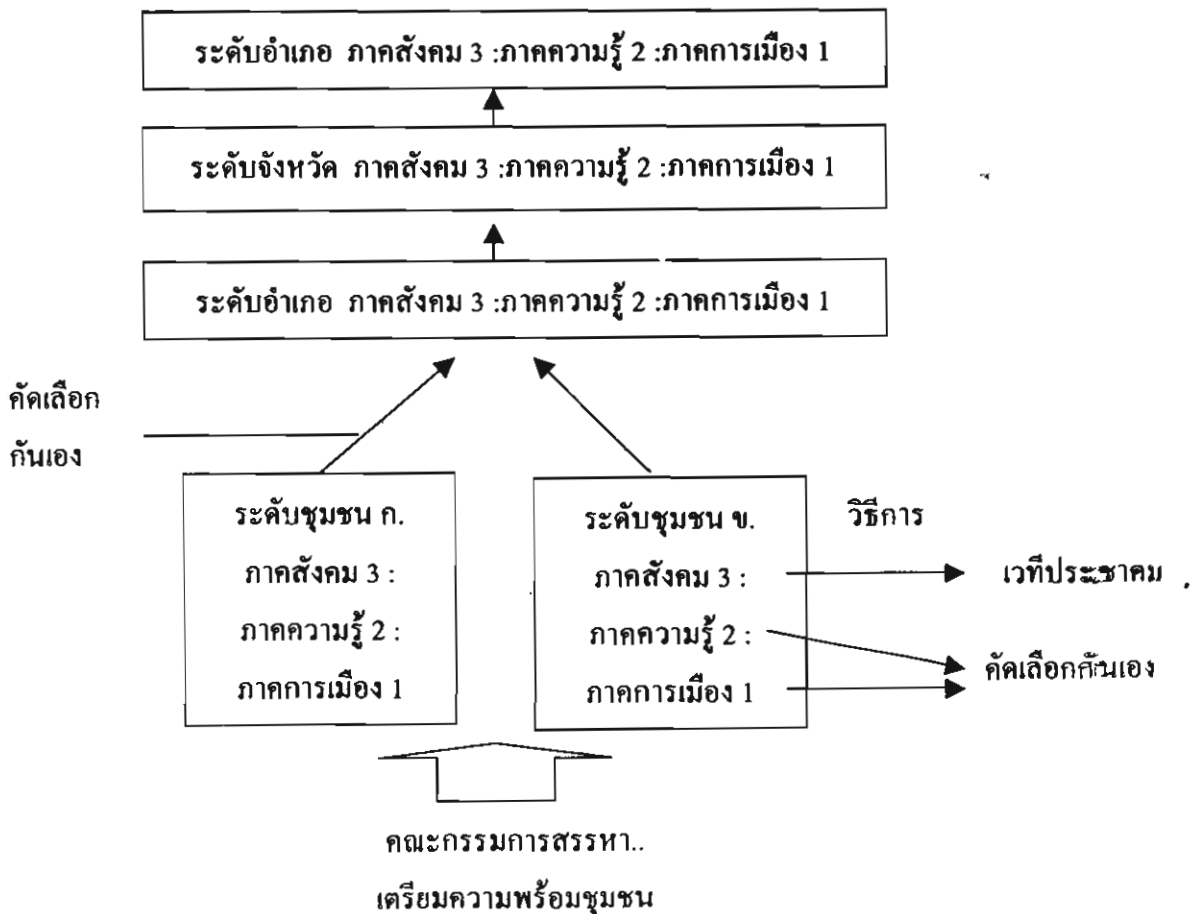 ระดับอำเภอ ภาคสังคม 3 :ภาคความรู้ 2 :ภาคการเมือง 1
ระดับจังหวัด ภาคสังคม 3 :ภาคความรู้ 2 :ภาคการเมือง 1
ระดับอำเภอ ภาคสังคม 3 :ภาคความรู้ 2 :ภาคการเมือง 1
คัดเลือก
กันเอง
ระดับชุมชน ก.
ภาคสังคม 3 :
ภาคความรู้ 2 :
ภาคการเมือง 1
ระดับชุมชน ข.
ภาคสังคม 3 :
ภาคความรู้ 2 :
ภาคการเมือง 1
วิธีการ
เวทีประชาคม
คัดเลือกกันเอง
คณะกรรมการสรรหา..
เตรียมความพร้อมชุมชน